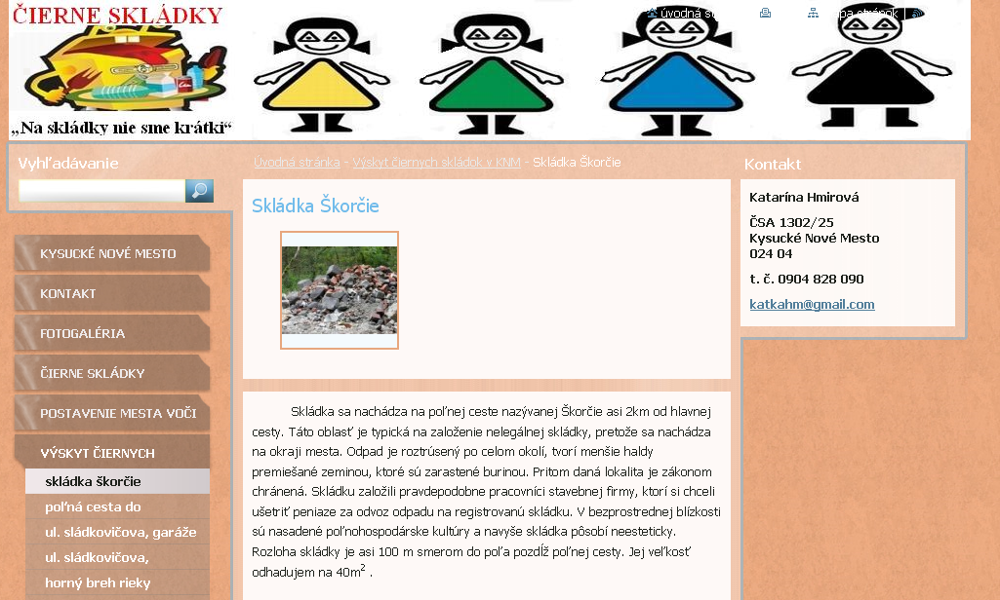 ČIERNE SKLÁDKY
„Na skládky nie sme krátki“
úvodná
stránok |
Vyhľadávanie
Úvodná stránka - Výskyt čiernych skládok v KNM - Skládka Škorčie
Kontakt
KYSUCKÉ NOVÉ MESTO
KONTAKT
FOTOGALÉRIA
ČIERNE SKLÁDKY
POSTAVENIE MESTA VOČI
VÝSKYT ČIERNYCH
skládka škorčie
poľná cesta do
ul. sládkovičova, garáže
ul. sládkovičova,
horný breh rieky
Skládka Škorčie
Skládka sa nachádza na poľnej ceste nazývanej Škorčie asi 2km od hlavnej
cesty. Táto oblasť je typická na založenie nelegálnej skládky, pretože sa nachádza
na okraji mesta. Odpad je roztrúsený po celom okolí, tvorí menšie haldy
premiešané zeminou, ktoré sú zarastené burinou. Pritom daná lokalita je zákonom
chránená. Skládku založili pravdepodobne pracovníci stavebnej firmy, ktorí si chceli
ušetriť peniaze za odvoz odpadu na registrovanú skládku. V bezprostrednej blízkosti
sú nasadené poľnohospodárske kultúry a navyše skládka pôsobí neesteticky.
Rozloha skládky je asi 100 m smerom do poľa pozdĺž poľnej cesty. Jej veľkosť
odhadujem na 40m² .
Katarína Hmirová
ČSA 1302/25
Kysucké Nové Mesto
024 04
t. č. 0904 828 090
katkahm@gmail.com